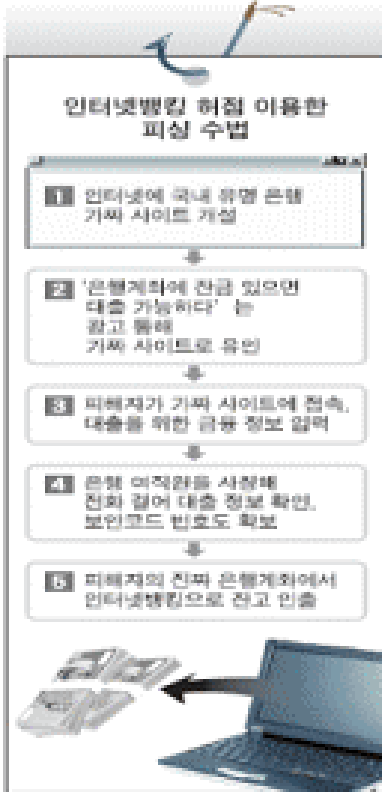 인터넷뱅킹 허점 이용한
피싱 수법
1 인터넷에 국내 유명 은행
가짜 사이트 개설
2 '은행계좌에 잔금 있으면
대출 가능하다' 는
광고 통해
가짜 사이트로 유인
3 피해자가 가짜 사이트에 접속,
대출을 위한 금융 정보 입력
4 은행 이직원을 사칭해
전화 걸어 대출 정보 확인,
보안코드 번호도 확보
5 피해자의 진짜 은행계좌에서
인터넷뱅킹으로 잔고 인출